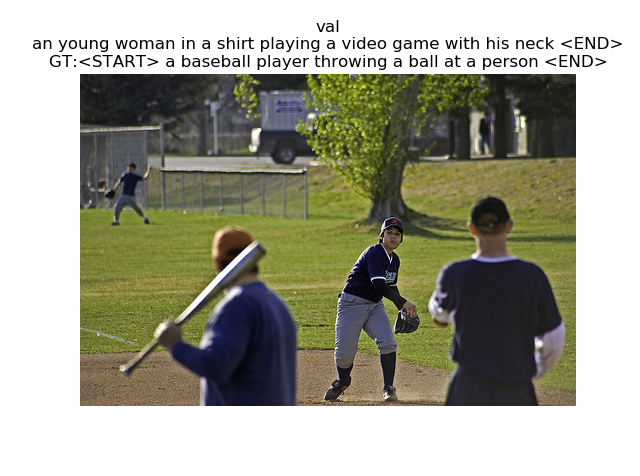 val
an young woman in a shirt playing a video game with his neck <END>
GT:<START> a baseball player throwing a ball at a person <END>